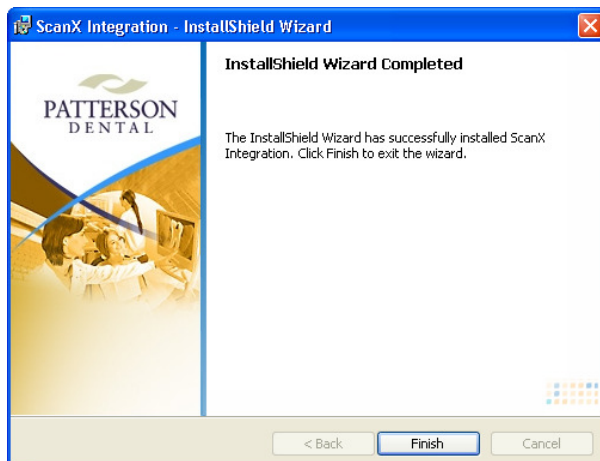 ScanX Integration - InstallShield Wizard
InstallShield Wizard Completed
PATTERSON
DENTAL
The InstallShield Wizard has successfully installed ScanX
Integration. Click Finish to exit the wizard.
< Back
Finish
Cancel